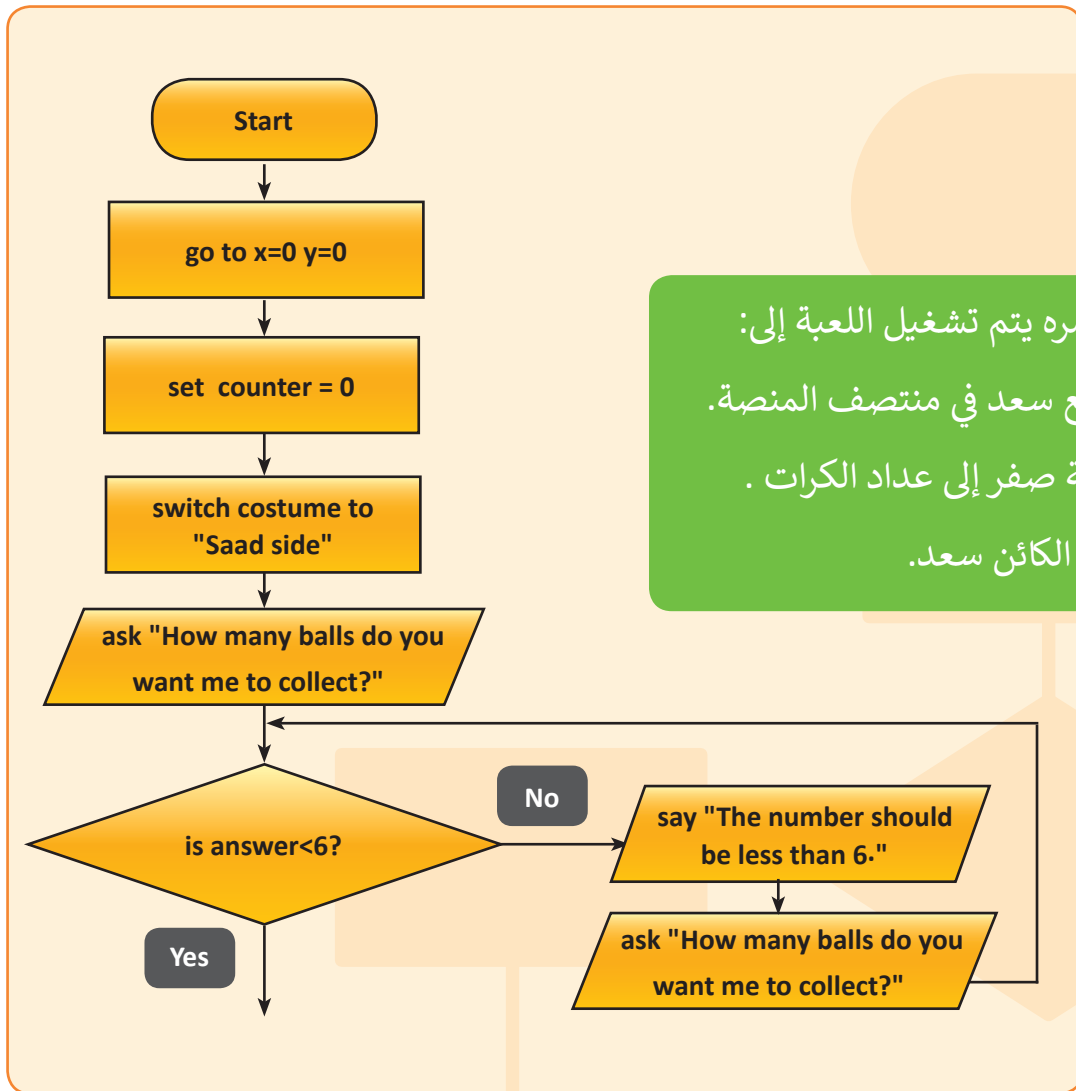 Start
go to x=0 y=0
set counter = 0
switch costume to
"Saad side"
ask "How many balls do you
want me to collect?"
is answer<6?
No
Yes
say "The number should
be less than 6."
ask "How many balls do you
want me to collect?"
يتم تشغيل اللعبة إلى:
سعد في منتصف المنصة.
صفر إلى عداد الكرات .
الكائن سعد.